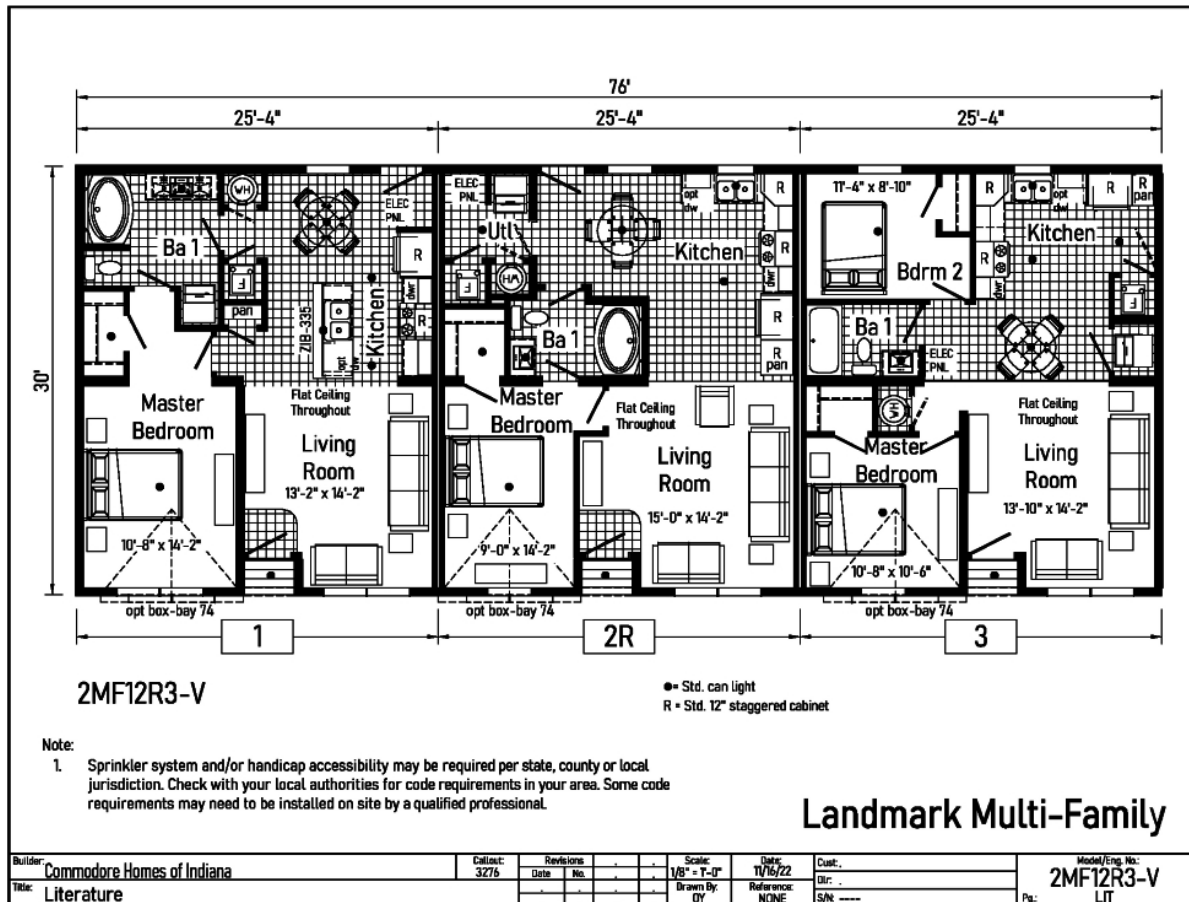 76'
25'-4" 25'-4" 25'-4"
30'
WH
ELEC
PNL
Ba 1
F
pan
ZIB-335
Kitchen
R
dwr
R
opt
dw
Master
Bedroom
10'-8" x 14'-2"
Flat Ceiling
Throughout
Living
Room
13'-2" x 14'-2"
opt box-bay 74
1
ELEC
PNL
Utl
F
WH
opt
dw
R
Kitchen
R
dwr
R
R
pan
Ba 1
Master
Bedroom
9'-0" x 14'-2"
Flat Ceiling
Throughout
Living
Room
15'-0" x 14'-2"
opt box-bay 74
2R
11'-4" x 8'-10"
Bdrm 2
R
opt
dw
R
R
pan
Kitchen
R
dwr
F
Ba 1
ELEC
PNL
WH
Master
Bedroom
10'-8" x 10'-6"
Flat Ceiling
Throughout
Living
Room
13'-10" x 14'-2"
opt box-bay 74
3
2MF12R3-V
●= Std. can light
R = Std. 12" staggered cabinet
Note:
1. Sprinkler system and/or handicap accessibility may be required per state, county or local
jurisdiction. Check with your local authorities for code requirements in your area. Some code
requirements may need to be installed on site by a qualified professional.
Landmark Multi-Family
Builder: Commodore Homes of Indiana
Title: Literature
Callout:
3276
Revisions
Date No.
Scale:
1/8" = 1'-0"
Drawn By:
DY
Date:
11/16/22
Reference:
NONE
Cust: .
Dlr: .
S/N: ----
Model/Eng. No.:
2MF12R3-V
Pg.: LIT